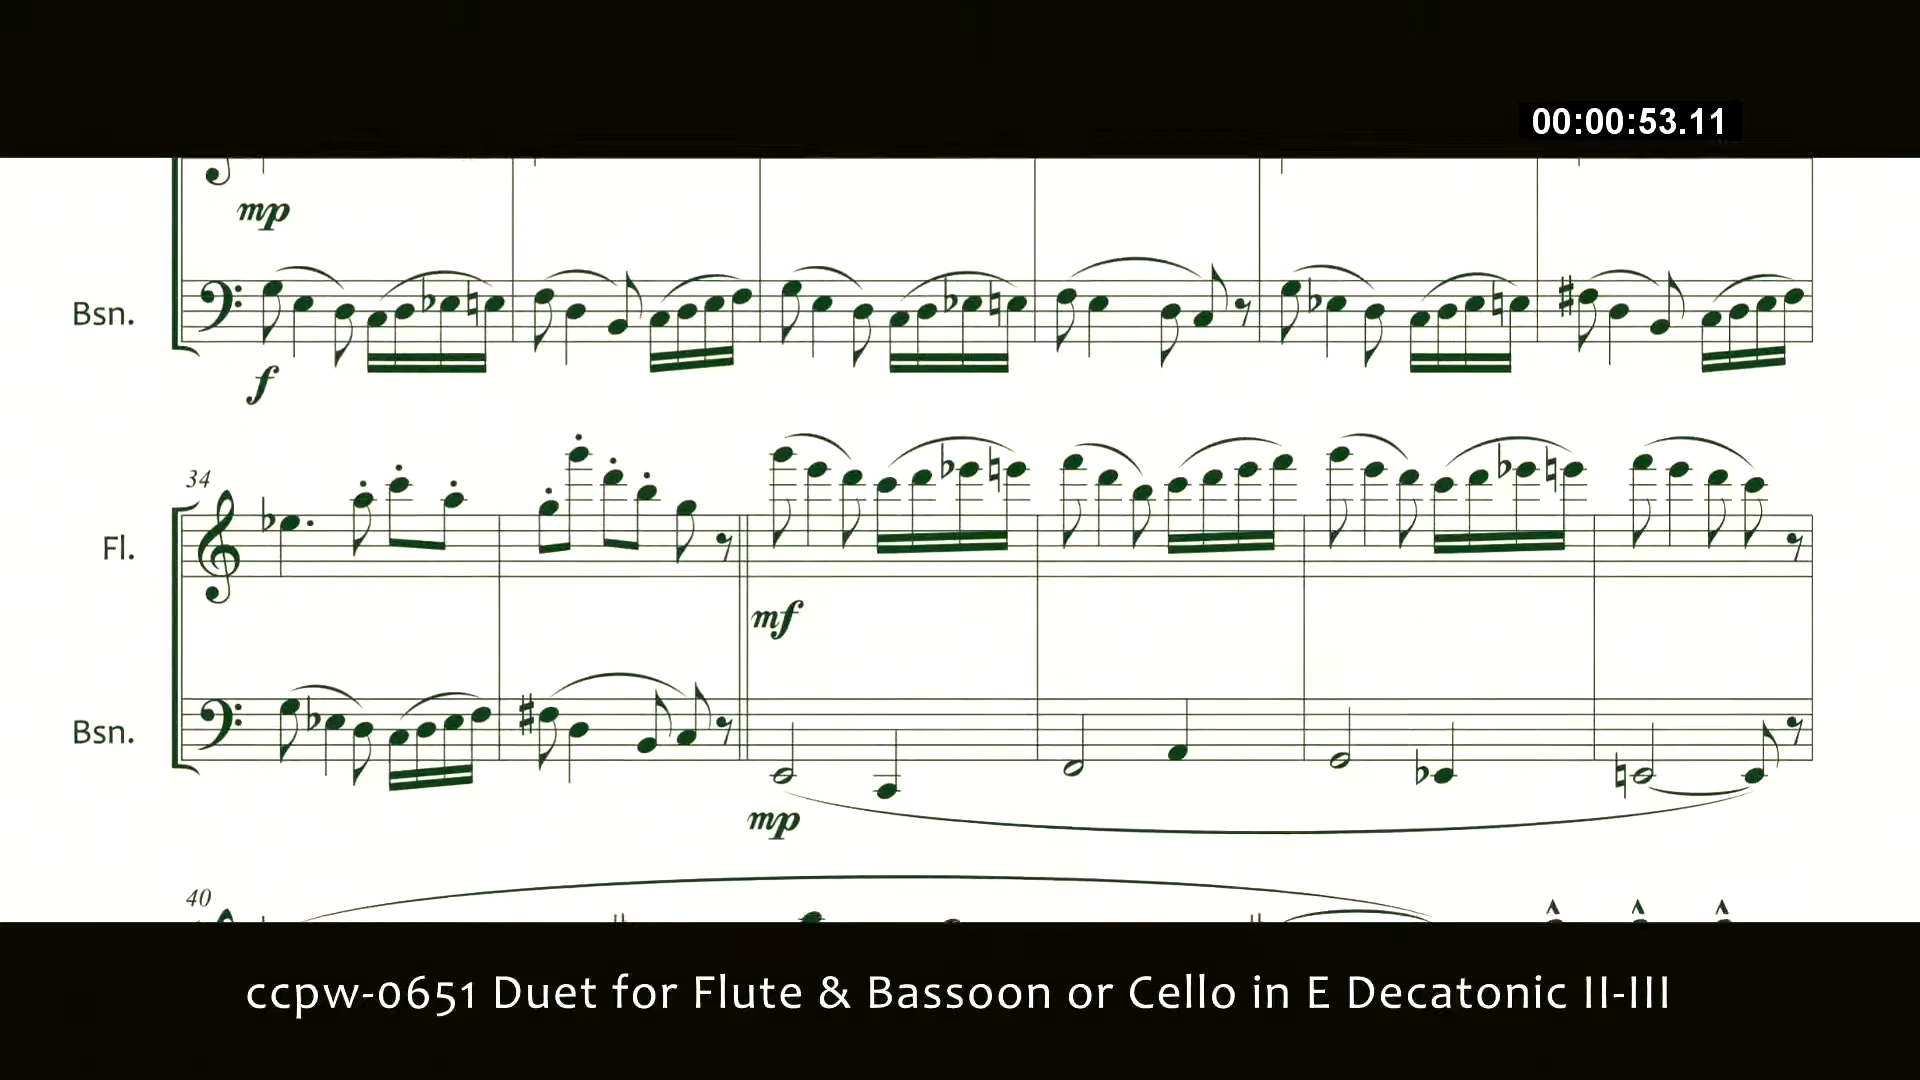 00:00:53.11
mp
Bsn.
f
34
Fl.
mf
Bsn.
mp
40
ccpw-0651 Duet for Flute & Bassoon or Cello in E Decatonic II-III